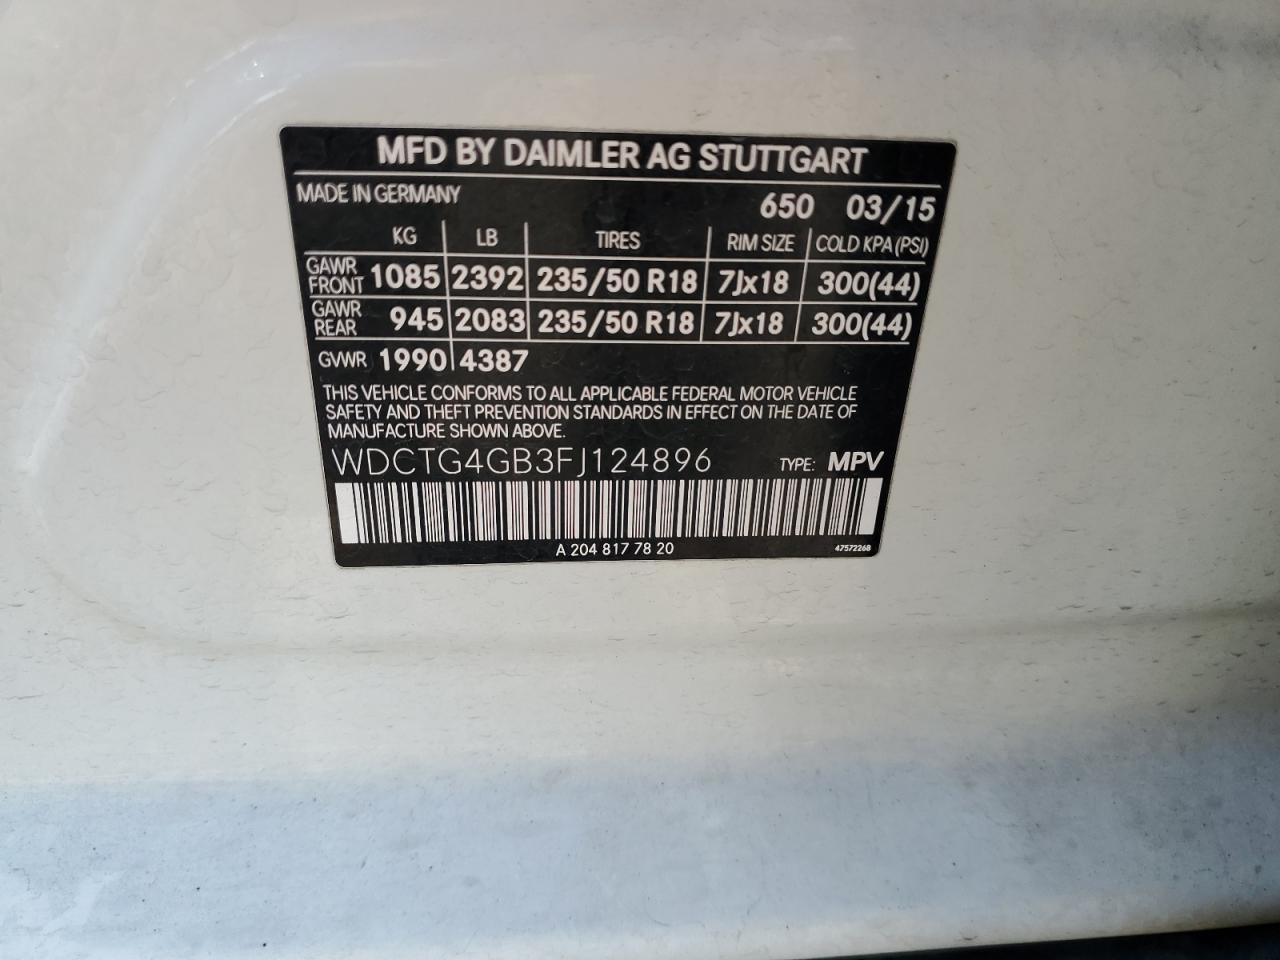 MFD BY DAIMLER AG STUTTGART
MADE IN GERMANY 650 03/15
KG LB TIRES RIM SIZE COLD KPA (PSI)
GAWR FRONT 1085 2392 235/50 R18 7Jx18 300(44)
GAWR REAR 945 2083 235/50 R18 7Jx18 300(44)
GVWR 1990 4387
THIS VEHICLE CONFORMS TO ALL APPLICABLE FEDERAL MOTOR VEHICLE
SAFETY AND THEFT PREVENTION STANDARDS IN EFFECT ON THE DATE OF
MANUFACTURE SHOWN ABOVE.
WDCTG4GB3FJ124896 TYPE: MPV
A 204 817 78 20 47572268